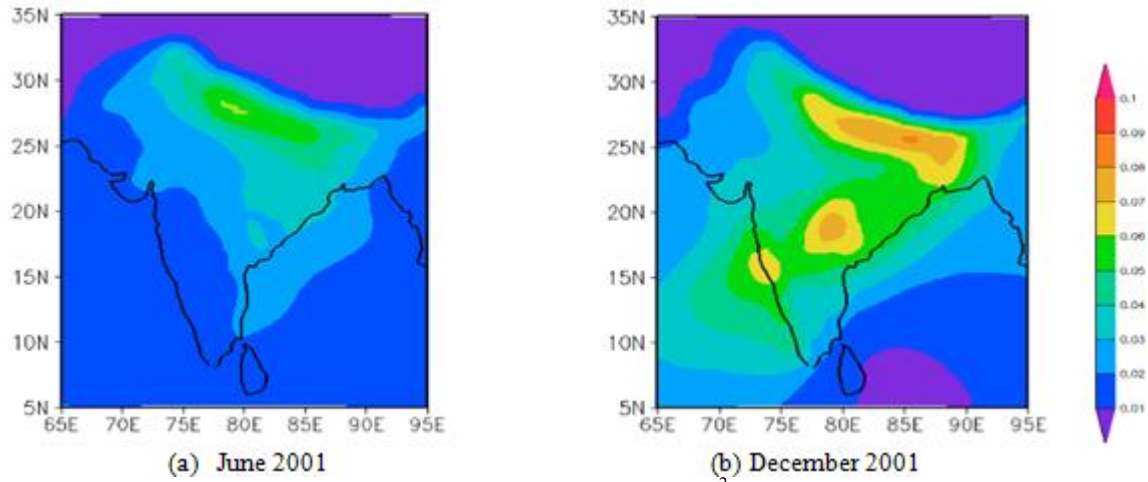 35N
30N
25N
20N
15N
10N
5N
65E 70E 75E 80E 85E 90E 95E
(a) June 2001
35N
30N
25N
20N
15N
10N
5N
65E 70E 75E 80E 85E 90E 95E
(b) December 2001
2
0.1
0.09
0.08
0.07
0.06
0.05
0.04
0.03
0.02
0.01